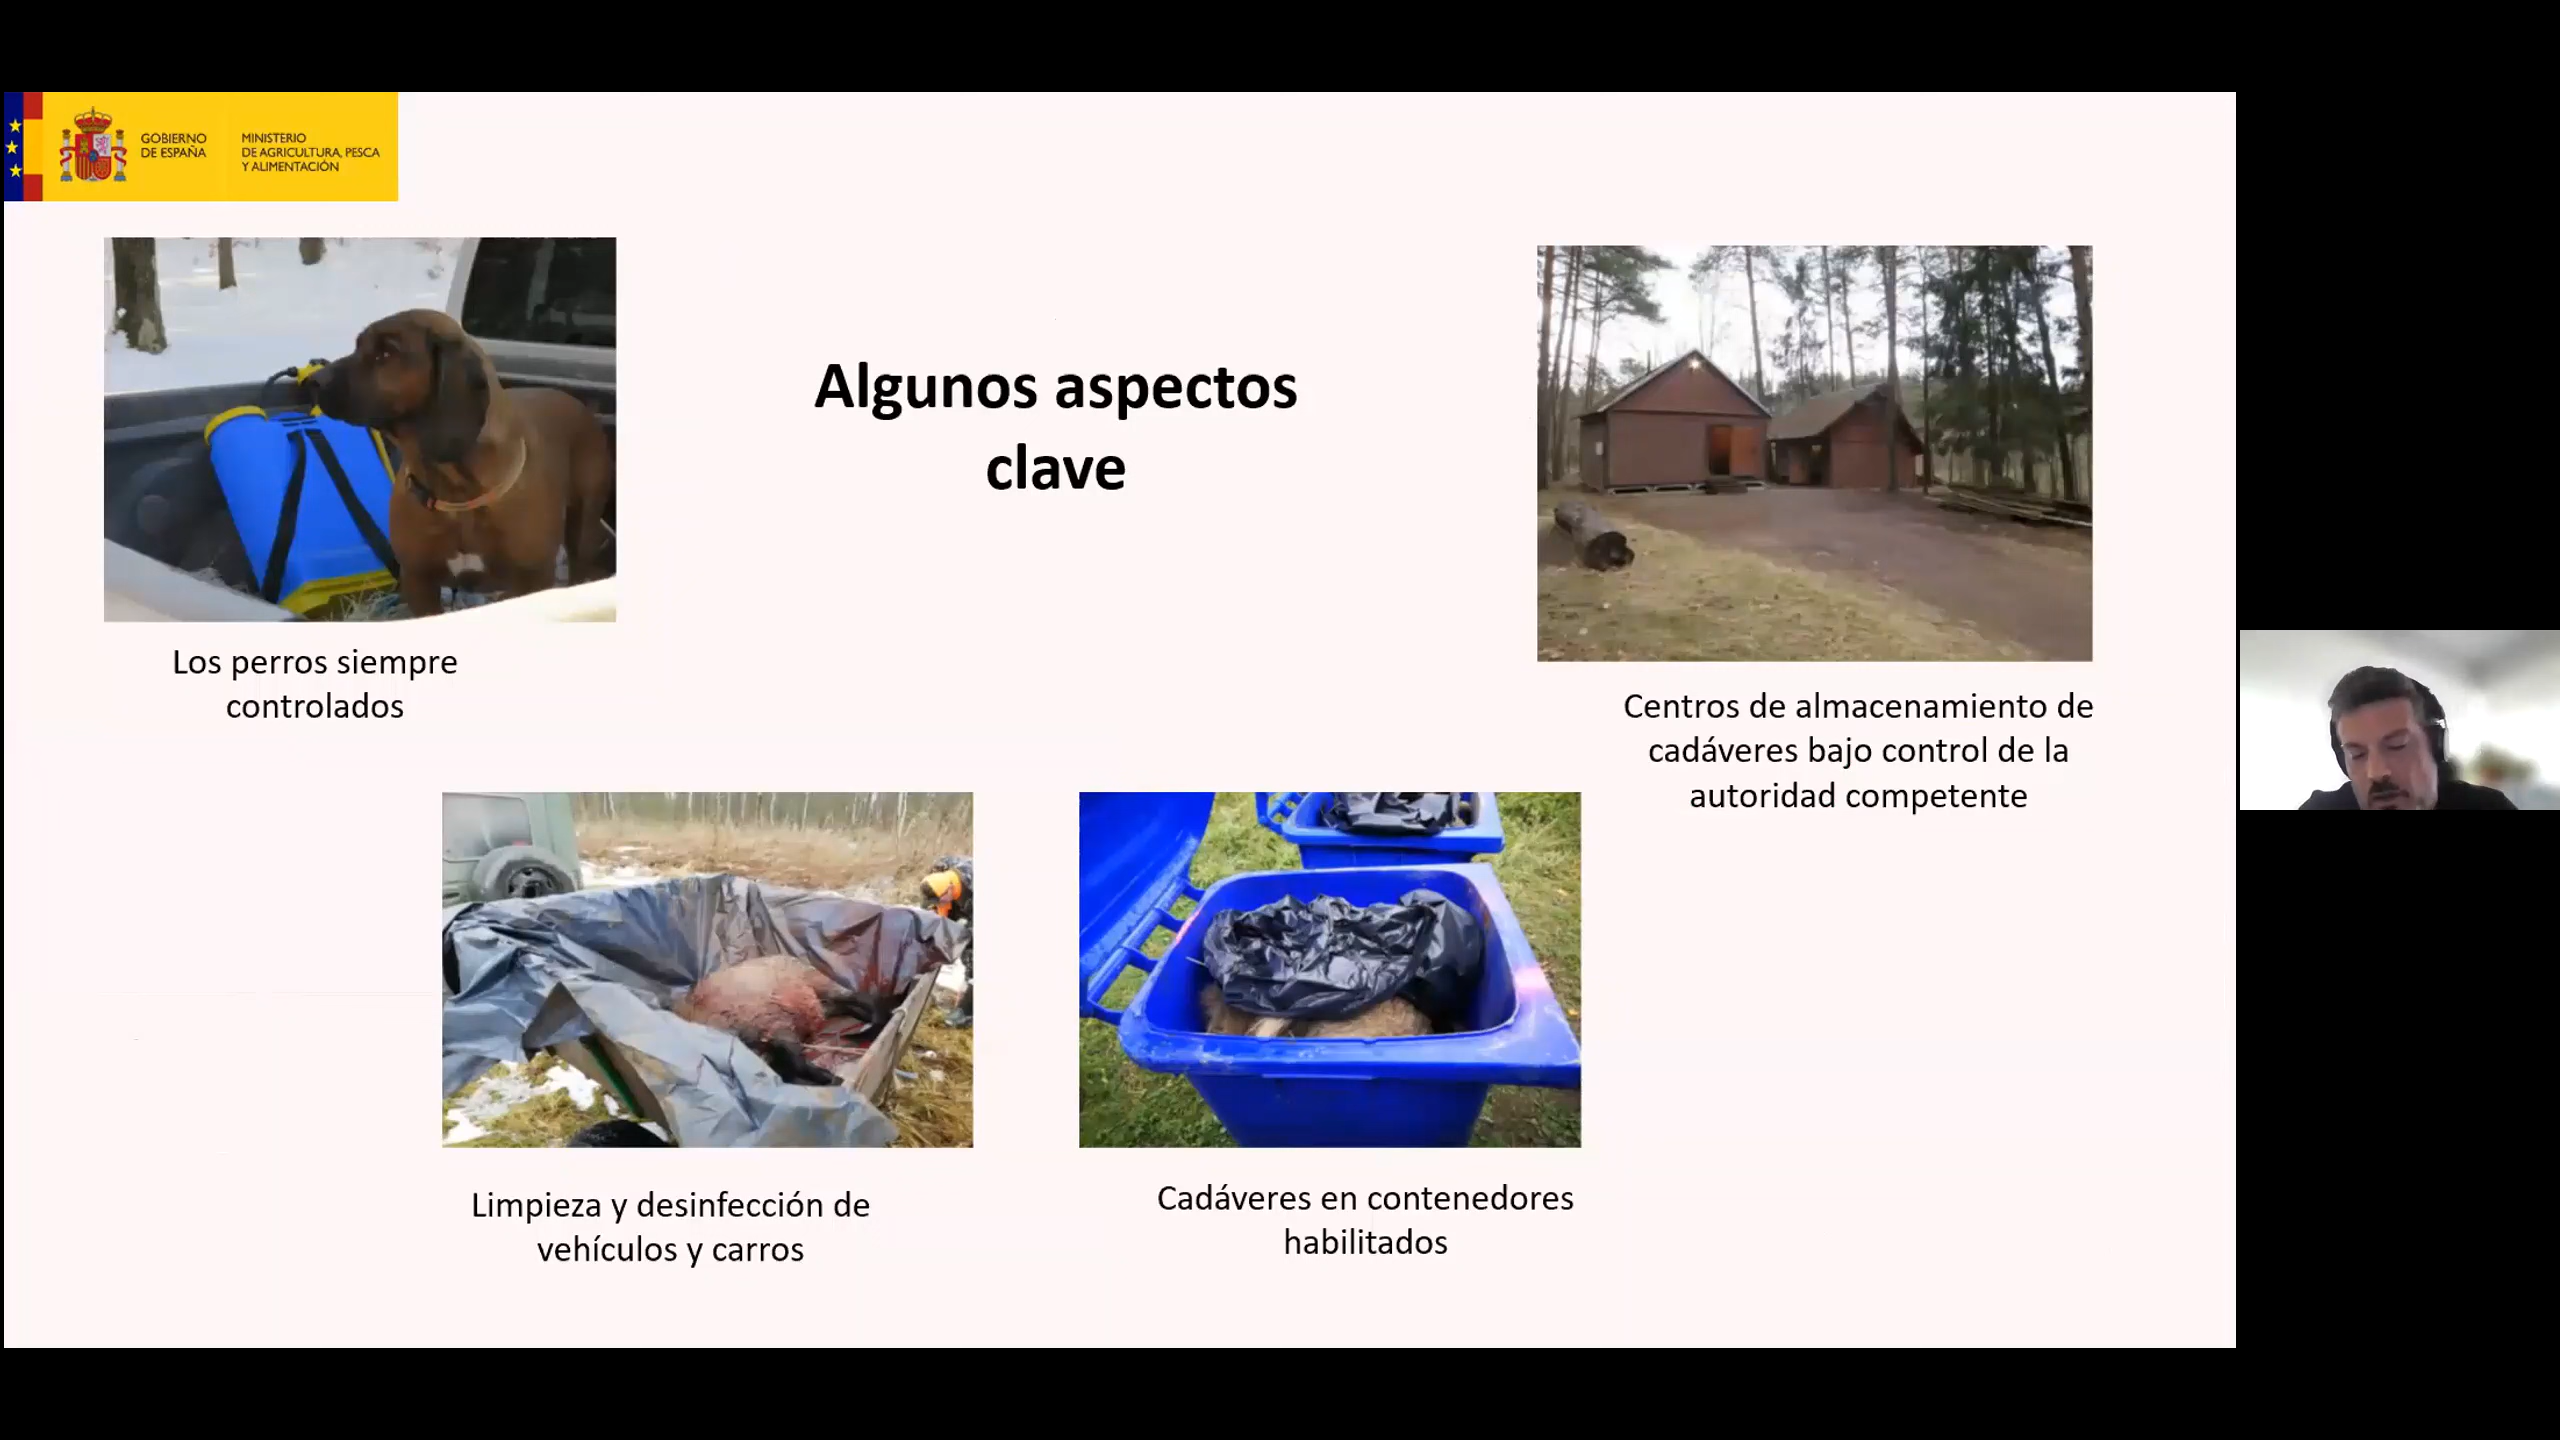 GOBIERNO
DE ESPAÑA
MINISTERIO
DE AGRICULTURA, PESCA
Y ALIMENTACIÓN
Algunos aspectos
clave
Los perros siempre
controlados
Centros de almacenamiento de
cadáveres bajo control de la
autoridad competente
Limpieza y desinfección de
vehículos y carros
Cadáveres en contenedores
habilitados